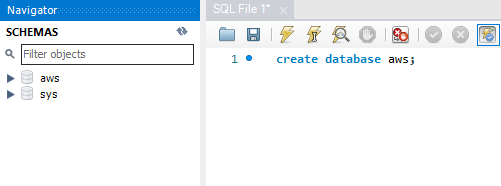 Navigator
SCHEMAS
Filter objects
aws
sys
SQL File 1*
1 create database aws;